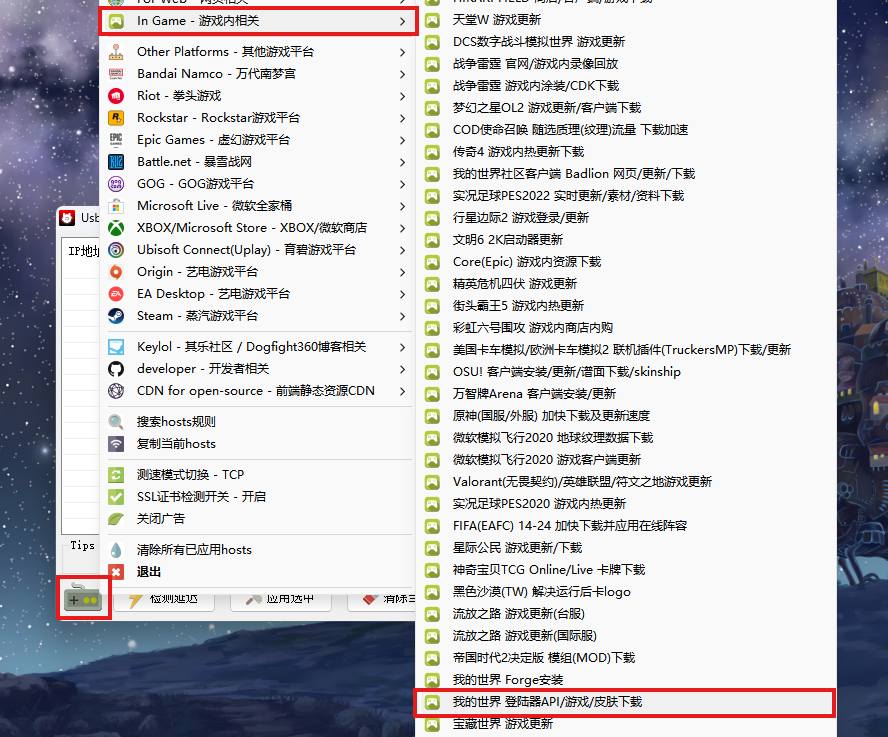 In Game - 游戏内相关
Other Platforms - 其他游戏平台
Bandai Namco - 万代南梦宫
Riot - 拳头游戏
Rockstar - Rockstar游戏平台
Epic Games - 虚幻游戏平台
Battle.net - 暴雪战网
GOG - GOG游戏平台
Microsoft Live - 微软全家桶
XBOX/Microsoft Store - XBOX/微软商店
Ubisoft Connect(Uplay) - 育碧游戏平台
Origin - 艺电游戏平台
EA Desktop - 艺电游戏平台
Steam - 蒸汽游戏平台
Keylol - 其乐社区 / Dogfight360博客相关
developer - 开发者相关
CDN for open-source - 前端静态资源CDN
搜索hosts规则
复制当前hosts
测速模式切换 - TCP
SSL证书检测开关 - 开启
关闭广告
清除所有已应用hosts
退出
Usb
IP地址
Tips
检测延迟
应用选中
清除
天堂W 游戏更新
DCS数字战斗模拟世界 游戏更新
战争雷霆 官网/游戏内录像回放
战争雷霆 游戏内涂装/CDK下载
梦幻之星OL2 游戏更新/客户端下载
COD使命召唤 随选质理(纹理)流量 下载加速
传奇4 游戏内热更新下载
我的世界社区客户端 Badlion 网页/更新/下载
实况足球PES2022 实时更新/素材/资料下载
行星边际2 游戏登录/更新
文明6 2K启动器更新
Core(Epic) 游戏内资源下载
精英危机四伏 游戏更新
街头霸王5 游戏内热更新
彩虹六号围攻 游戏内商店内购
美国卡车模拟/欧洲卡车模拟2 联机插件(TruckersMP)下载/更新
OSU! 客户端安装/更新/谱面下载/skinship
万智牌Arena 客户端安装/更新
原神(国服/外服) 加快下载及更新速度
微软模拟飞行2020 地球纹理数据下载
微软模拟飞行2020 游戏客户端更新
Valorant(无畏契约)/英雄联盟/符文之地游戏更新
实况足球PES2020 游戏内热更新
FIFA(EAFC) 14-24 加快下载并应用在线阵容
星际公民 游戏更新/下载
神奇宝贝TCG Online/Live 卡牌下载
黑色沙漠(TW) 解决运行后卡logo
流放之路 游戏更新(台服)
流放之路 游戏更新(国际服)
帝国时代2决定版 模组(MOD)下载
我的世界 Forge安装
我的世界 登陆器API/游戏/皮肤下载
宝藏世界 游戏更新